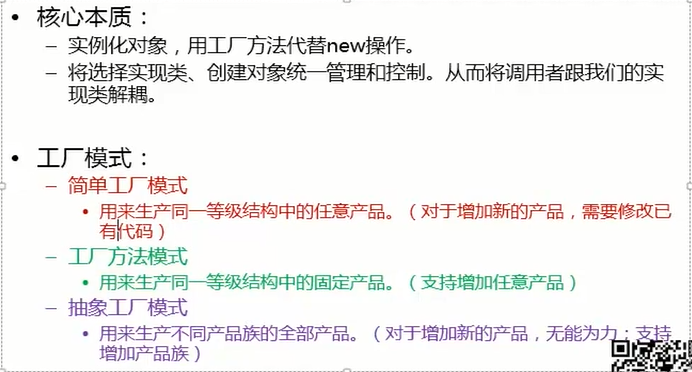 • 核心本质：
– 实例化对象，用工厂方法代替new操作。
– 将选择实现类、创建对象统一管理和控制。从而将调用者跟我们的实
现类解耦。
• 工厂模式：
– 简单工厂模式
• 用来生产同一等级结构中的任意产品。（对于增加新的产品，需要修改已
有代码）
– 工厂方法模式
• 用来生产同一等级结构中的固定产品。（支持增加任意产品）
– 抽象工厂模式
• 用来生产不同产品族的全部产品。（对于增加新的产品，无能为力；支持
增加产品族）